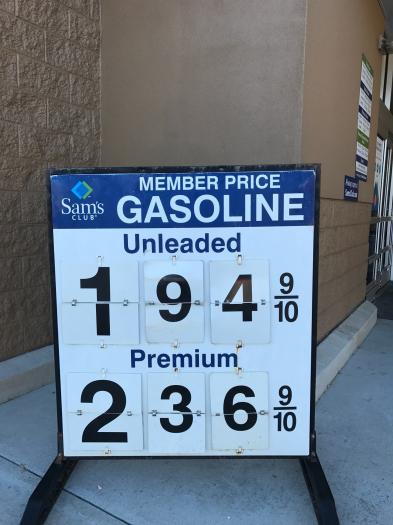 MEMBER PRICE
Sam's
CLUB
GASOLINE
Unleaded
1 9 4 9/10
Premium
2 3 6 9/10